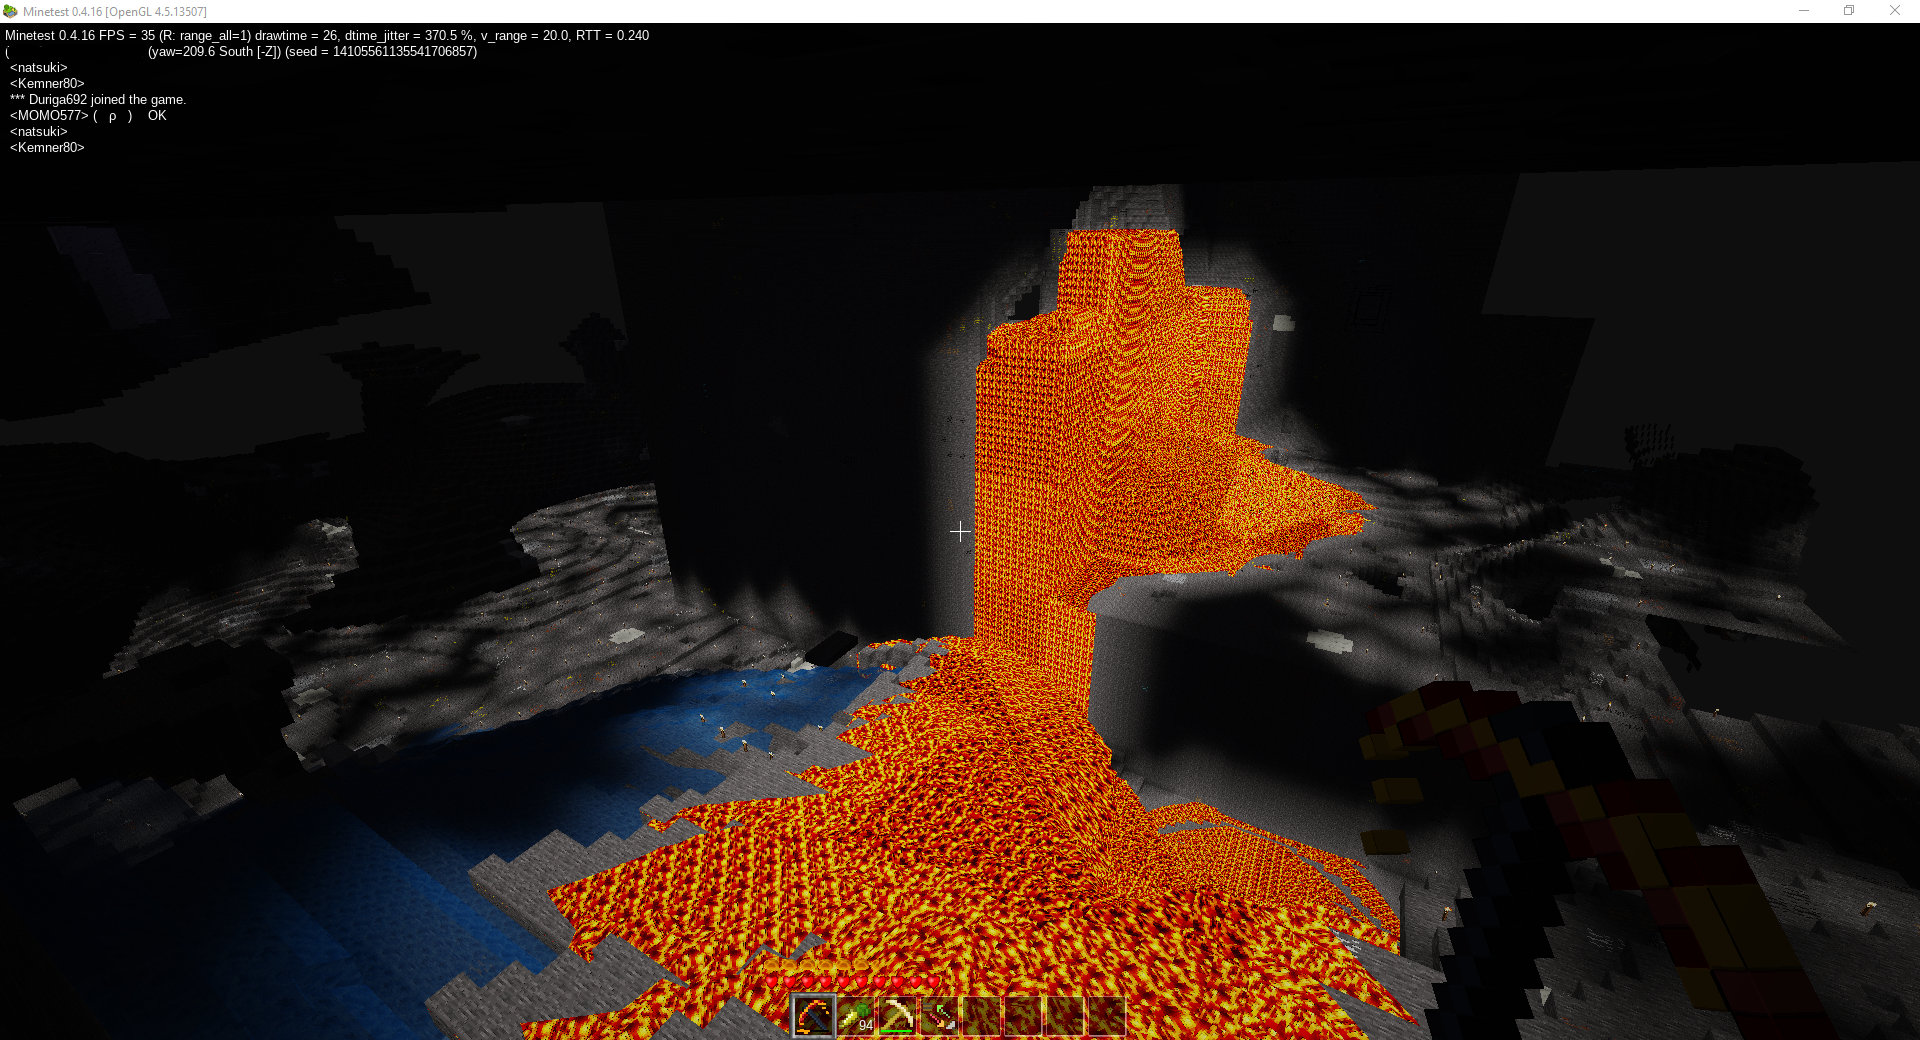 Minetest 0.4.16 [OpenGL 4.5.13507]
Minetest 0.4.16 FPS = 35 (R: range_all=1) drawtime = 26, dtime_jitter = 370.5 %, v_range = 20.0, RTT = 0.240
( (yaw=209.6 South [-Z]) (seed = 14105561135541706857)
<natsuki>
<Kemner80>
*** Duriga692 joined the game.
<MOMO577> ( ρ ) OK
<natsuki>
<Kemner80>
94